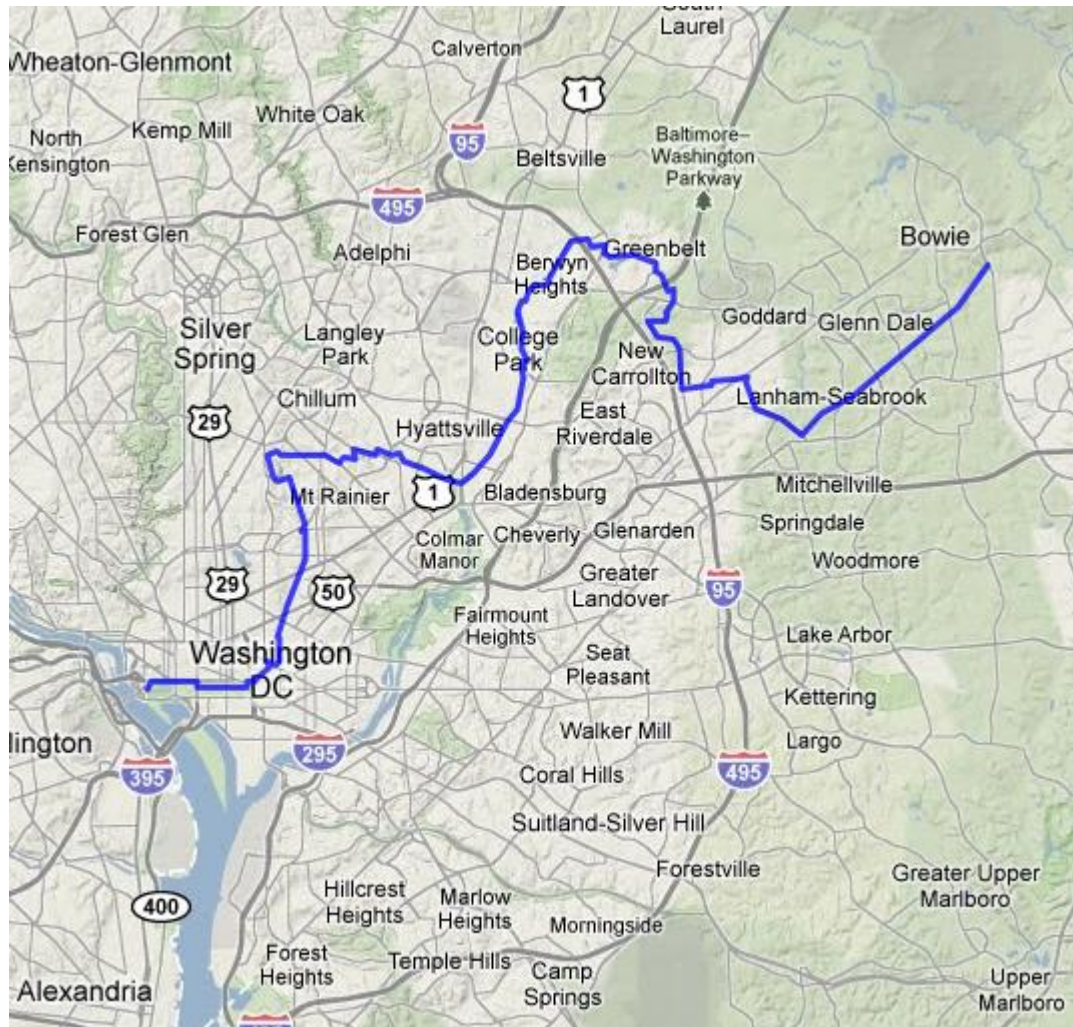 South
Laurel
Calverton
Wheaton-Glenmont
1
White Oak
Kemp Mill
North
Kensington
95
Beltsville
Baltimore–
Washington
Parkway
495
Forest Glen
Adelphi
Greenbelt
Bowie
Berwyn
Heights
Silver
Spring
Langley
Park
College
Park
Goddard
Glenn Dale
New
Carrollton
Chillum
Lanham-Seabrook
29
Hyattsville
East
Riverdale
Mt Rainier
1
Bladensburg
Mitchellville
Colmar
Manor
Cheverly
Glenarden
Springdale
Woodmore
29
50
Greater
Landover
95
Fairmount
Heights
Washington
DC
Seat
Pleasant
Lake Arbor
Kettering
lington
295
Walker Mill
Largo
395
Coral Hills
495
Suitland-Silver Hill
Forestville
Greater Upper
Marlboro
400
Hillcrest
Heights
Marlow
Heights
Morningside
Forest
Heights
Temple Hills
Camp
Springs
Alexandria
Upper
Marlboro